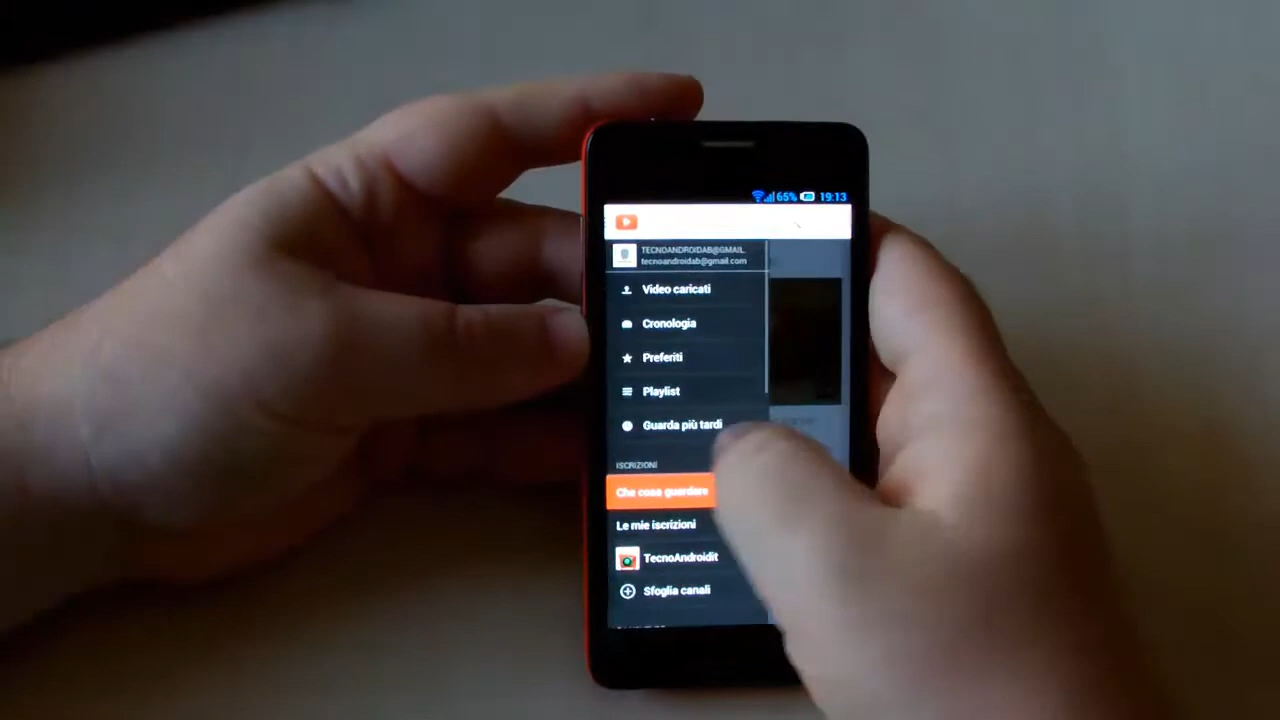 65% 19:13
TECNOANDROIDAB@GMAIL.
tecnoandroidab@gmail.com
Video caricati
Cronologia
Preferiti
Playlist
Guarda più tardi
ISCRIZIONI
Che cosa guardare
Le mie iscrizioni
TecnoAndroidit
Sfoglia canali